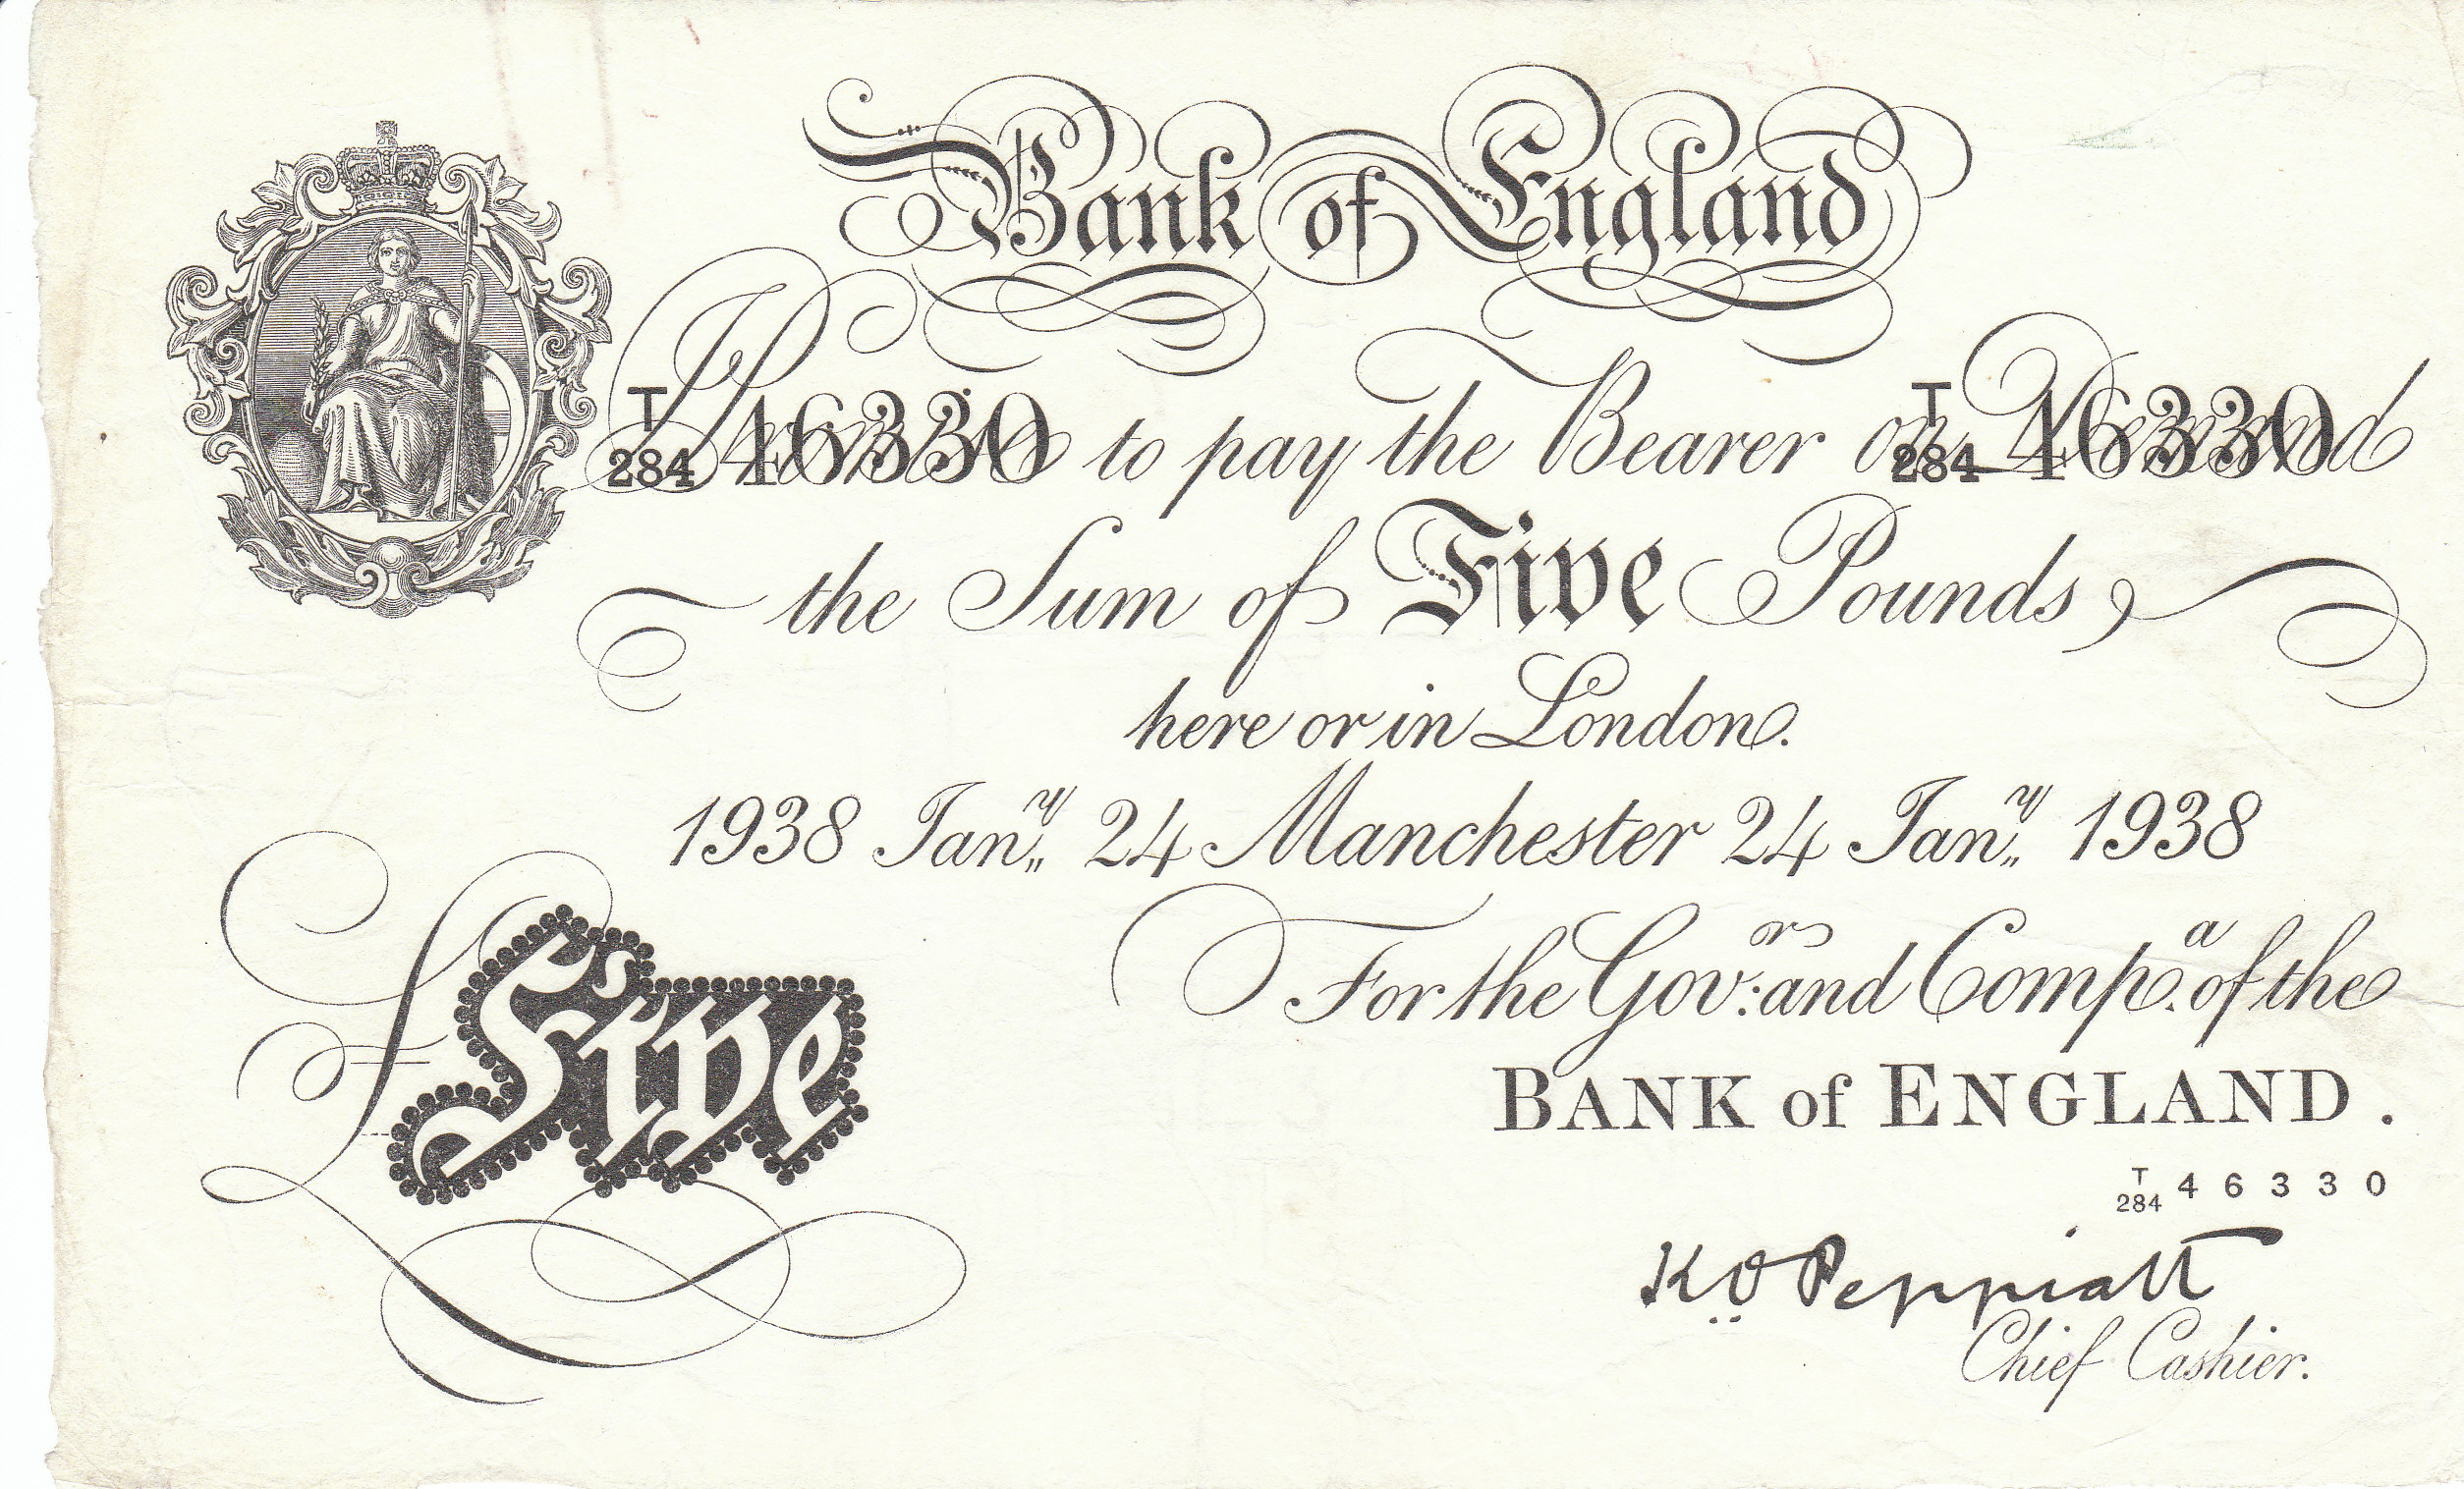 Bank of England
T/284 46330 I Promise to pay the Bearer on Demand T/284 46330
the Sum of Five Pounds
here or in London.
1938 Jany. 24 Manchester 24 Jany. 1938
For the Govr. and Compa. of the
BANK of ENGLAND.
T/284 46330
£Five
K O Peppiatt
Chief Cashier.